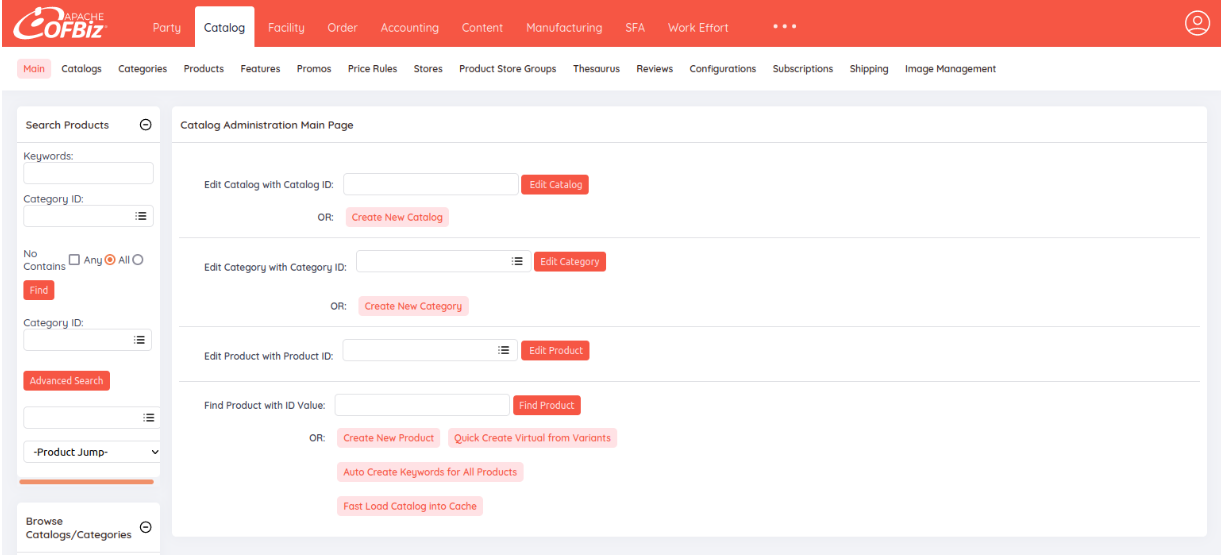 APACHE
OFBiz
Party Catalog Facility Order Accounting Content Manufacturing SFA Work Effort
Main Catalogs Categories Products Features Promos Price Rules Stores Product Store Groups Thesaurus Reviews Configurations Subscriptions Shipping Image Management
Search Products
Keywords:
Category ID:
No
Contains Any All
Find
Category ID:
Advanced Search
-Product Jump-
Browse
Catalogs/Categories
Catalog Administration Main Page
Edit Catalog with Catalog ID: Edit Catalog
OR: Create New Catalog
Edit Category with Category ID: Edit Category
OR: Create New Category
Edit Product with Product ID: Edit Product
Find Product with ID Value: Find Product
OR: Create New Product Quick Create Virtual from Variants
Auto Create Keywords for All Products
Fast Load Catalog into Cache